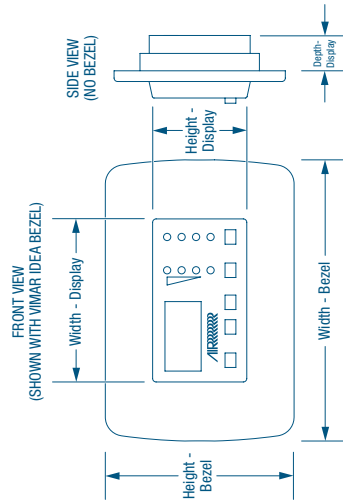 FRONT VIEW
(SHOWN WITH VIMAR IDEA BEZEL)
Width - Display
Height -
Bezel
Width - Bezel
SIDE VIEW
(NO BEZEL)
Height -
Display
Depth-
Display